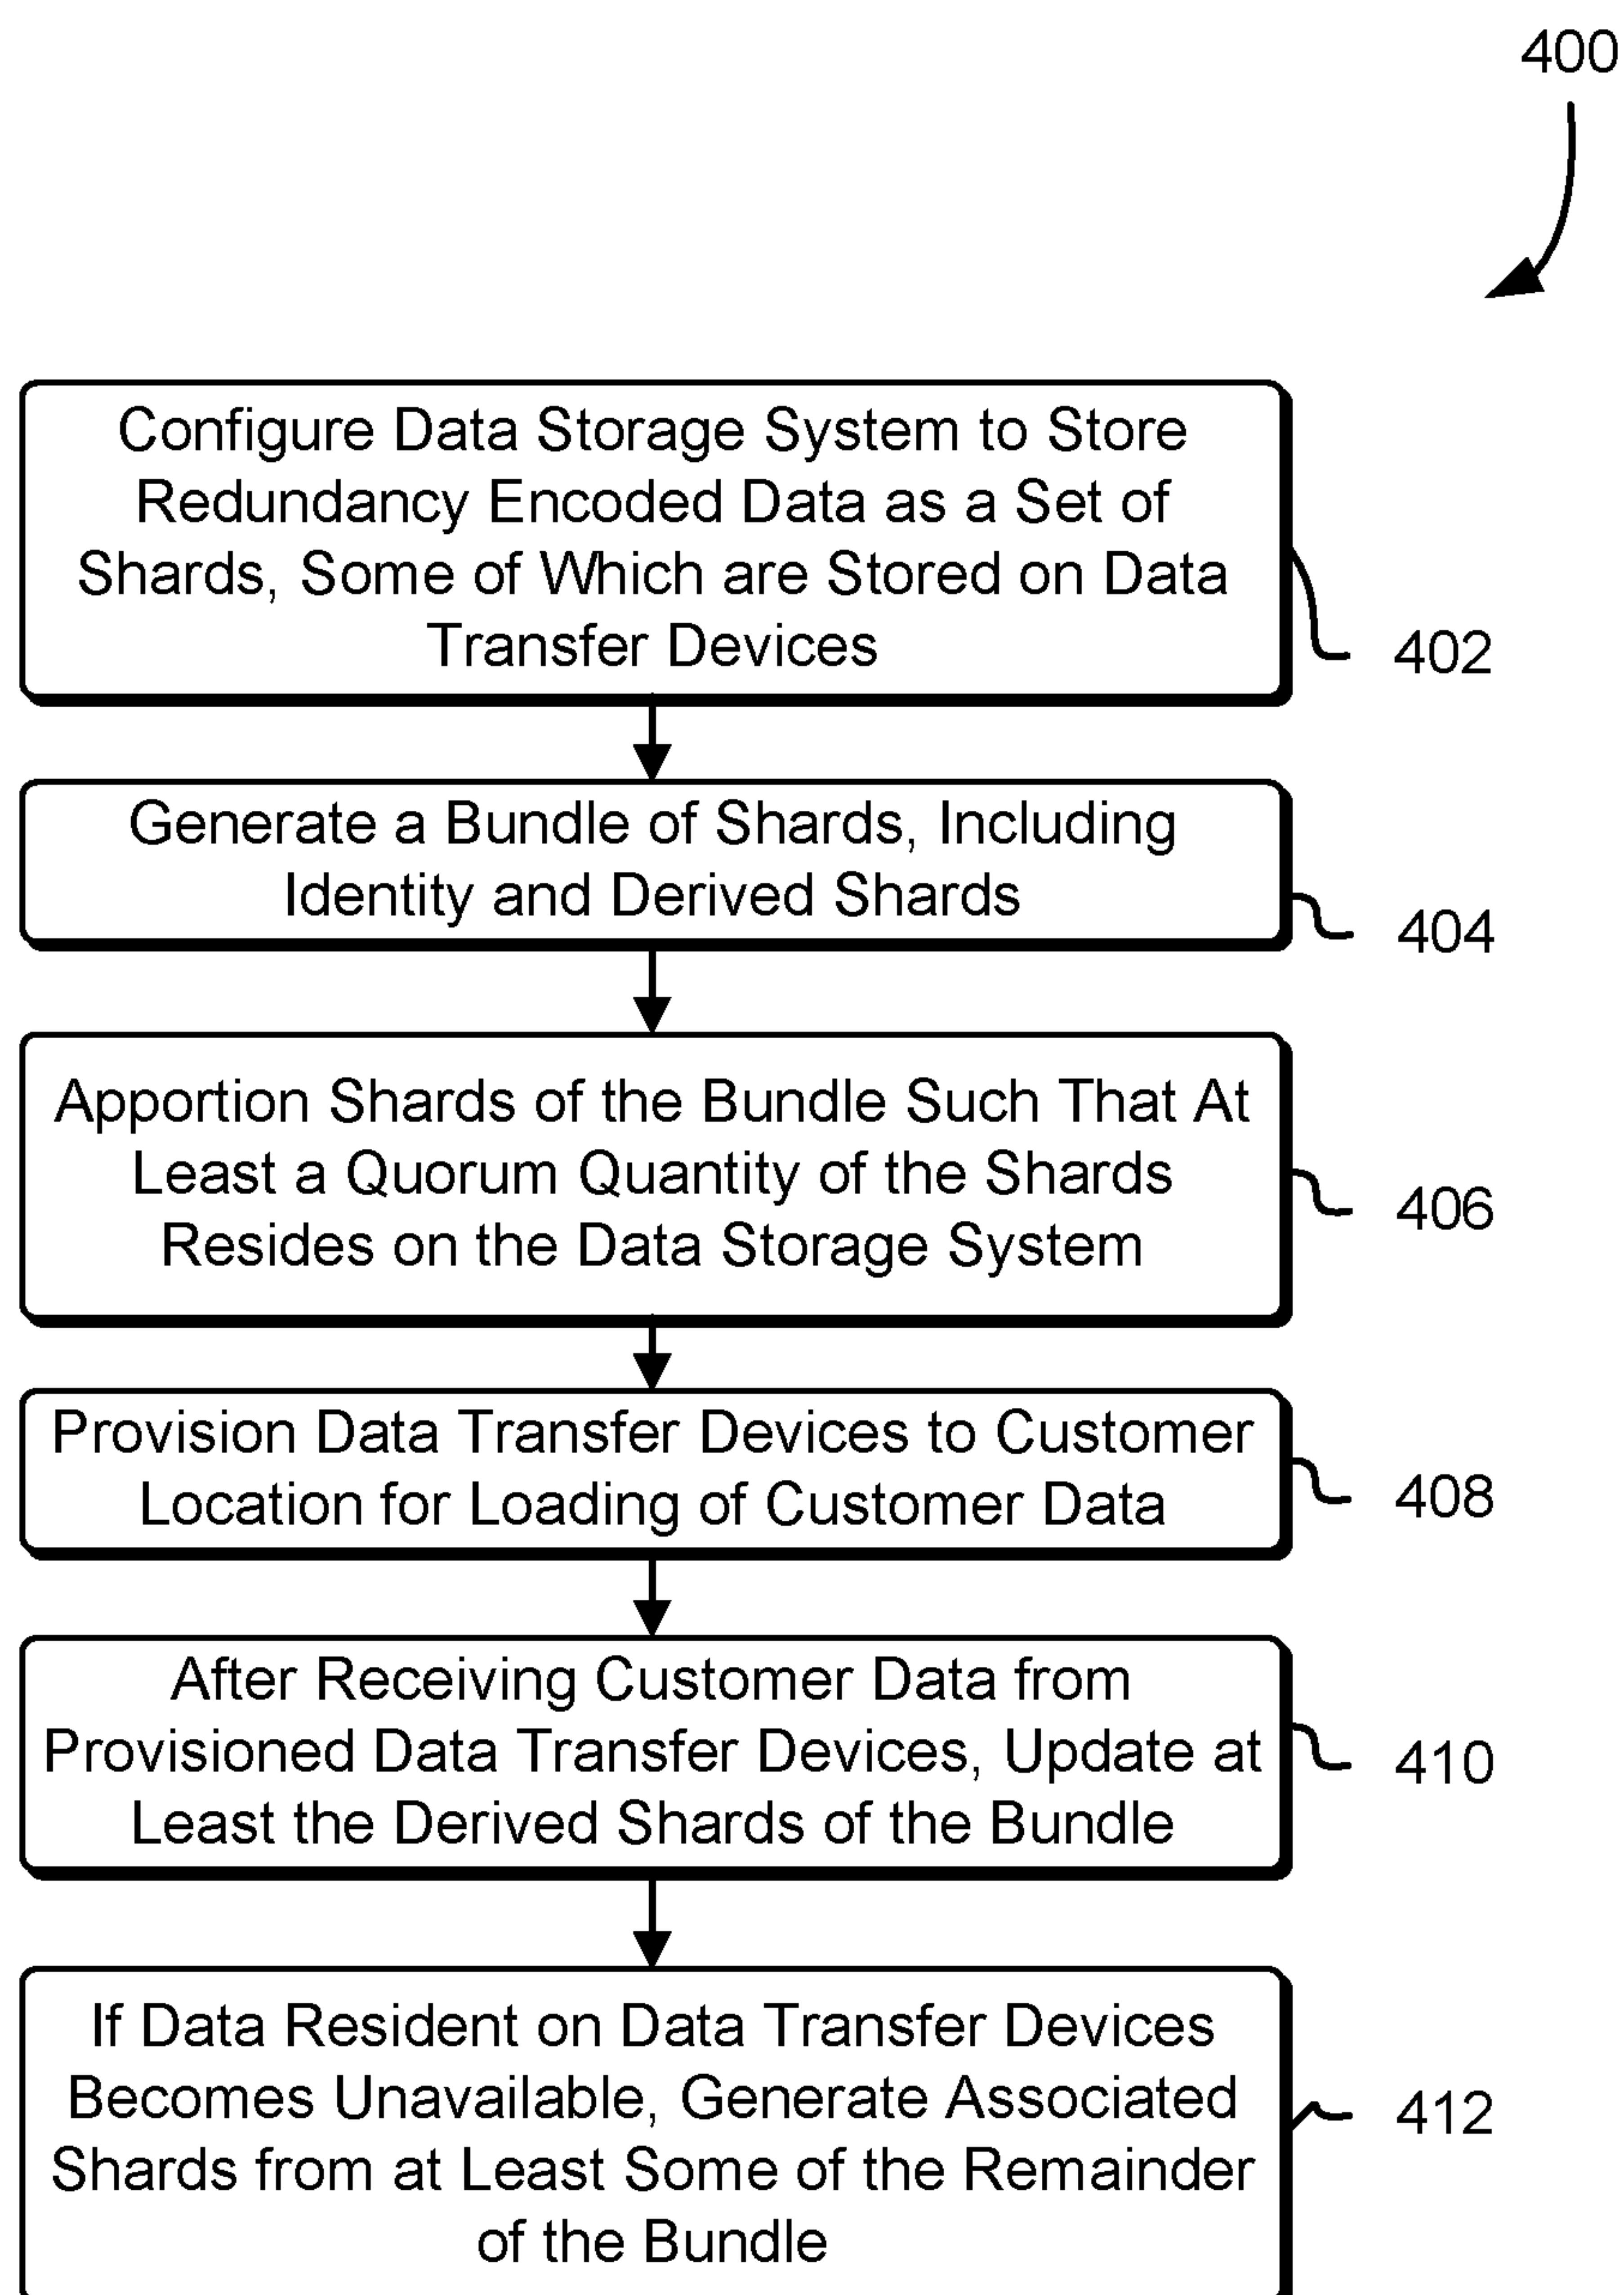 400
Configure Data Storage System to Store
Redundancy Encoded Data as a Set of
Shards, Some of Which are Stored on Data
Transfer Devices
402
Generate a Bundle of Shards, Including
Identity and Derived Shards
404
Apportion Shards of the Bundle Such That At
Least a Quorum Quantity of the Shards
Resides on the Data Storage System
406
Provision Data Transfer Devices to Customer
Location for Loading of Customer Data
408
After Receiving Customer Data from
Provisioned Data Transfer Devices, Update at
Least the Derived Shards of the Bundle
410
If Data Resident on Data Transfer Devices
Becomes Unavailable, Generate Associated
Shards from at Least Some of the Remainder
of the Bundle
412